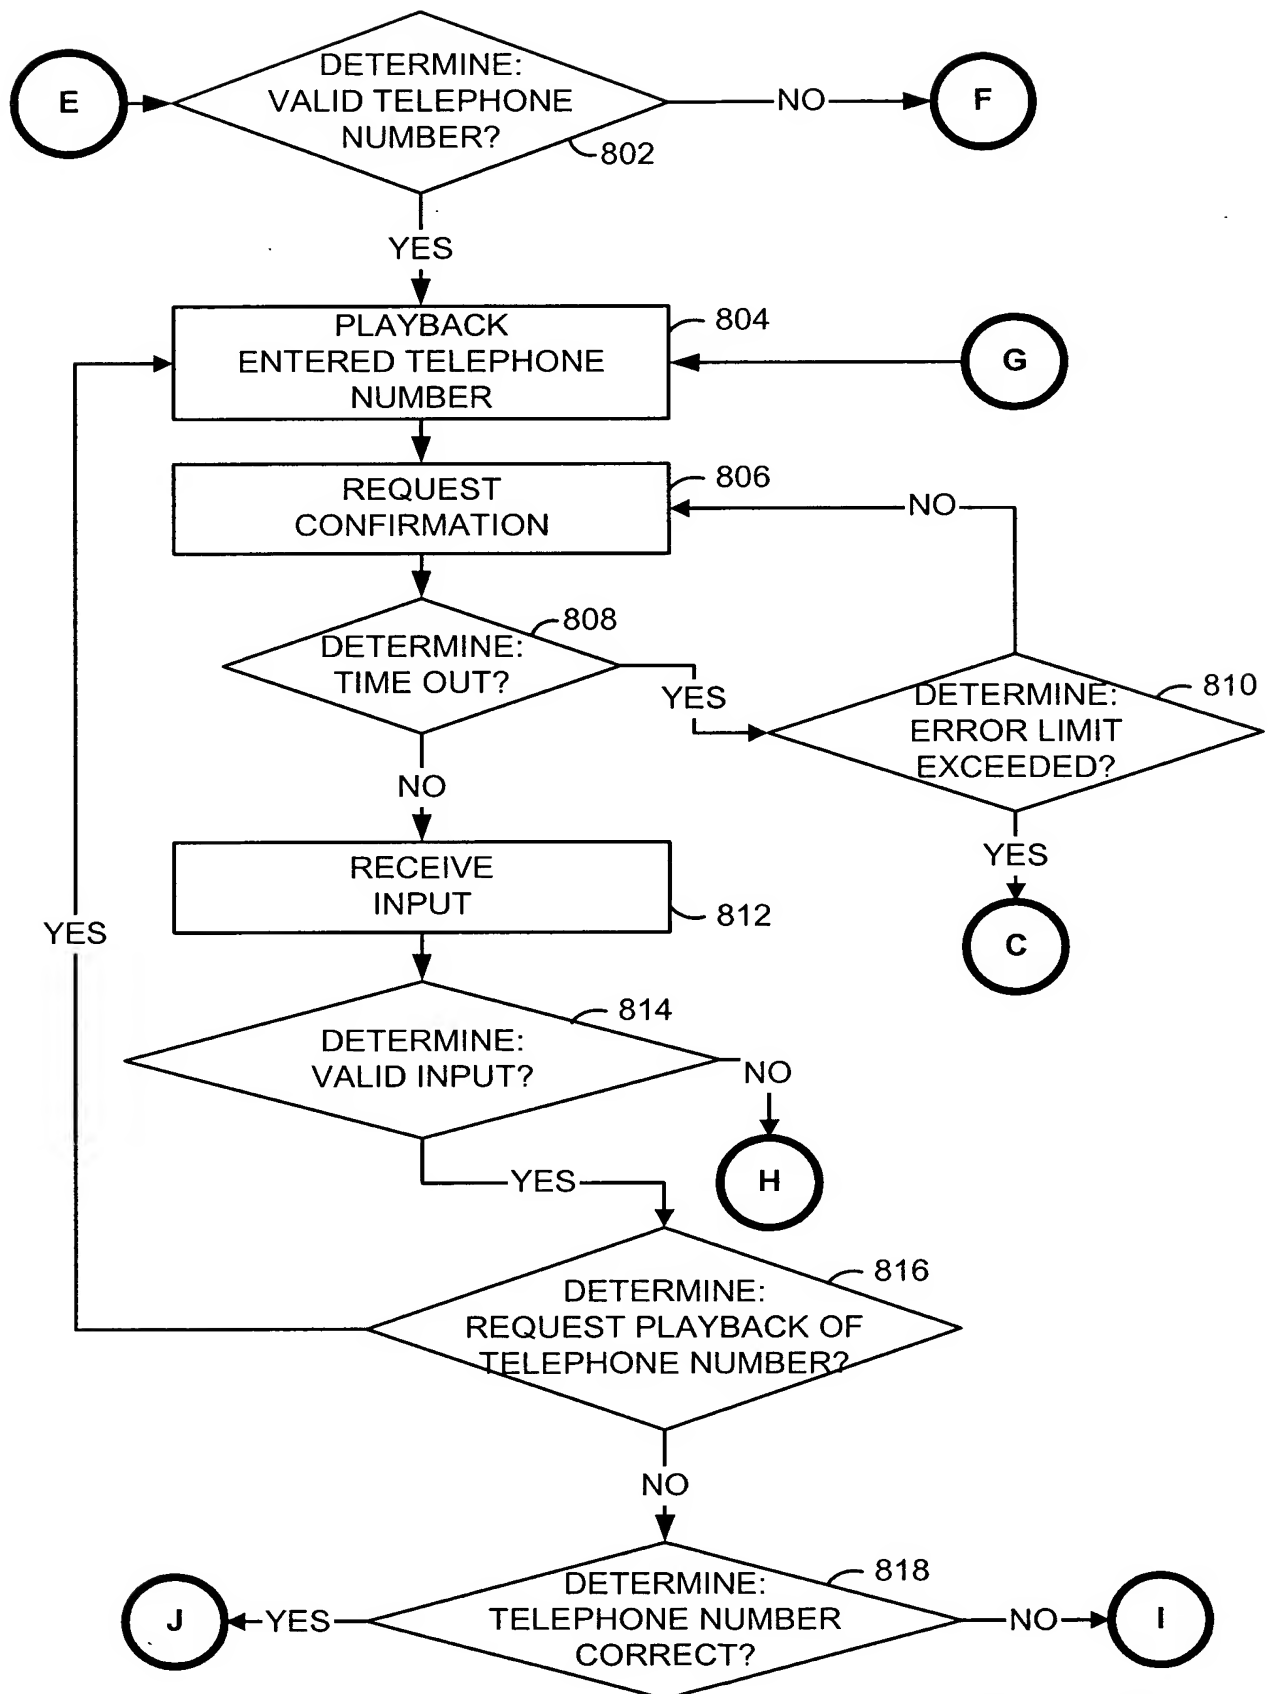 E
DETERMINE:
VALID TELEPHONE
NUMBER?
NO
F
802
YES
PLAYBACK
ENTERED TELEPHONE
NUMBER
804
G
REQUEST
CONFIRMATION
806
NO
DETERMINE:
TIME OUT?
808
YES
DETERMINE:
ERROR LIMIT
EXCEEDED?
810
NO
YES
RECEIVE
INPUT
812
C
YES
DETERMINE:
VALID INPUT?
814
NO
H
YES
DETERMINE:
REQUEST PLAYBACK OF
TELEPHONE NUMBER?
816
NO
DETERMINE:
TELEPHONE NUMBER
CORRECT?
818
J
YES
NO
I